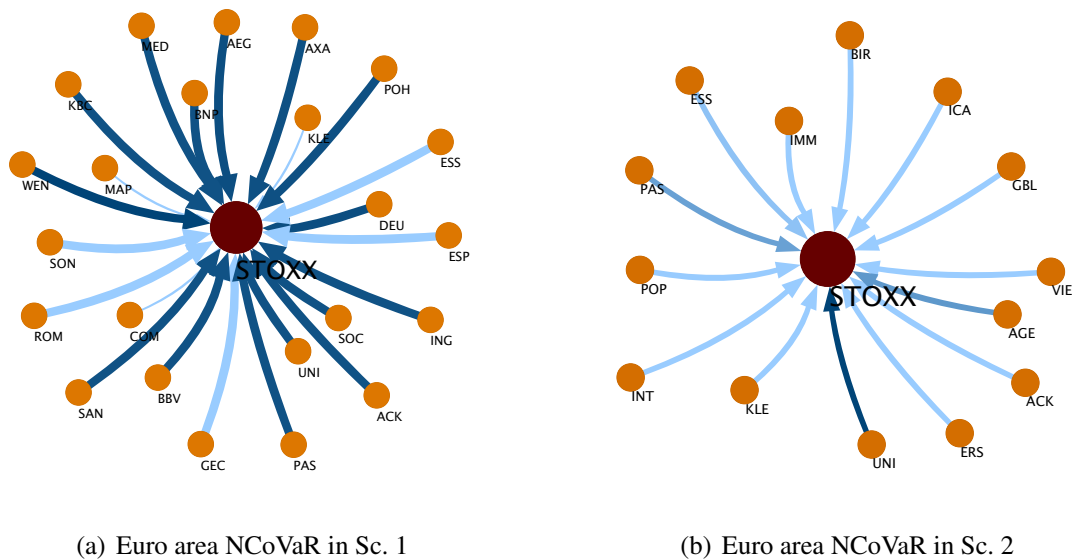 MED
AEG
AXA
POH
KBC
BNP
KLE
ESS
WEN
MAP
DEU
SON
ESP
STOXX
ROM
COM
SOC
ING
UNI
SAN
BBV
ACK
GEC
PAS
(a) Euro area NCoVaR in Sc. 1
BIR
ESS
ICA
IMM
PAS
GBL
POP
VIE
STOXX
AGE
INT
KLE
ACK
UNI
ERS
(b) Euro area NCoVaR in Sc. 2